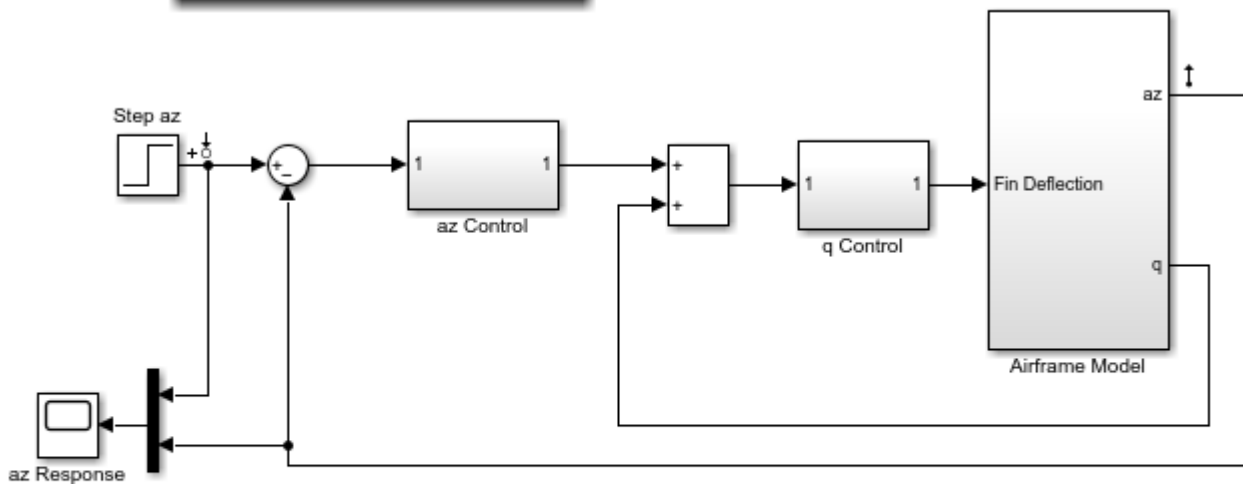 az
Step az
+
+
−
1
1
az Control
+
+
1
1
q Control
Fin Deflection
q
Airframe Model
az Response